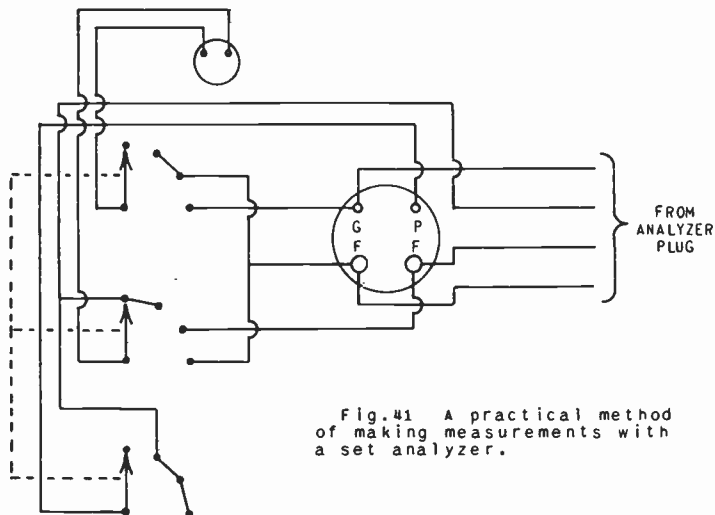 G P
F F
FROM
ANALYZER
PLUG
Fig.41 A practical method
of making measurements with
a set analyzer.